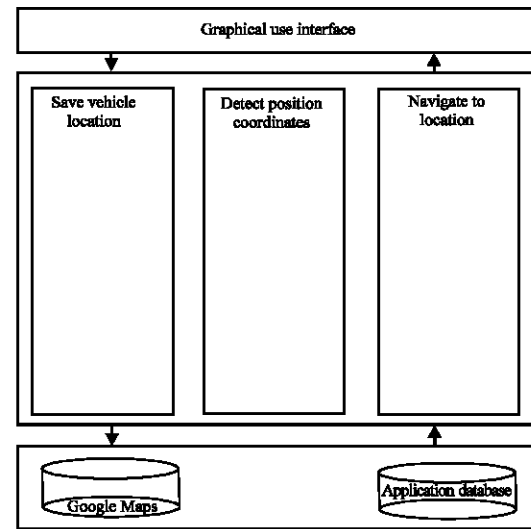 Graphical use interface
Save vehicle
location
Detect position
coordinates
Navigate to
location
Google Maps
Application database